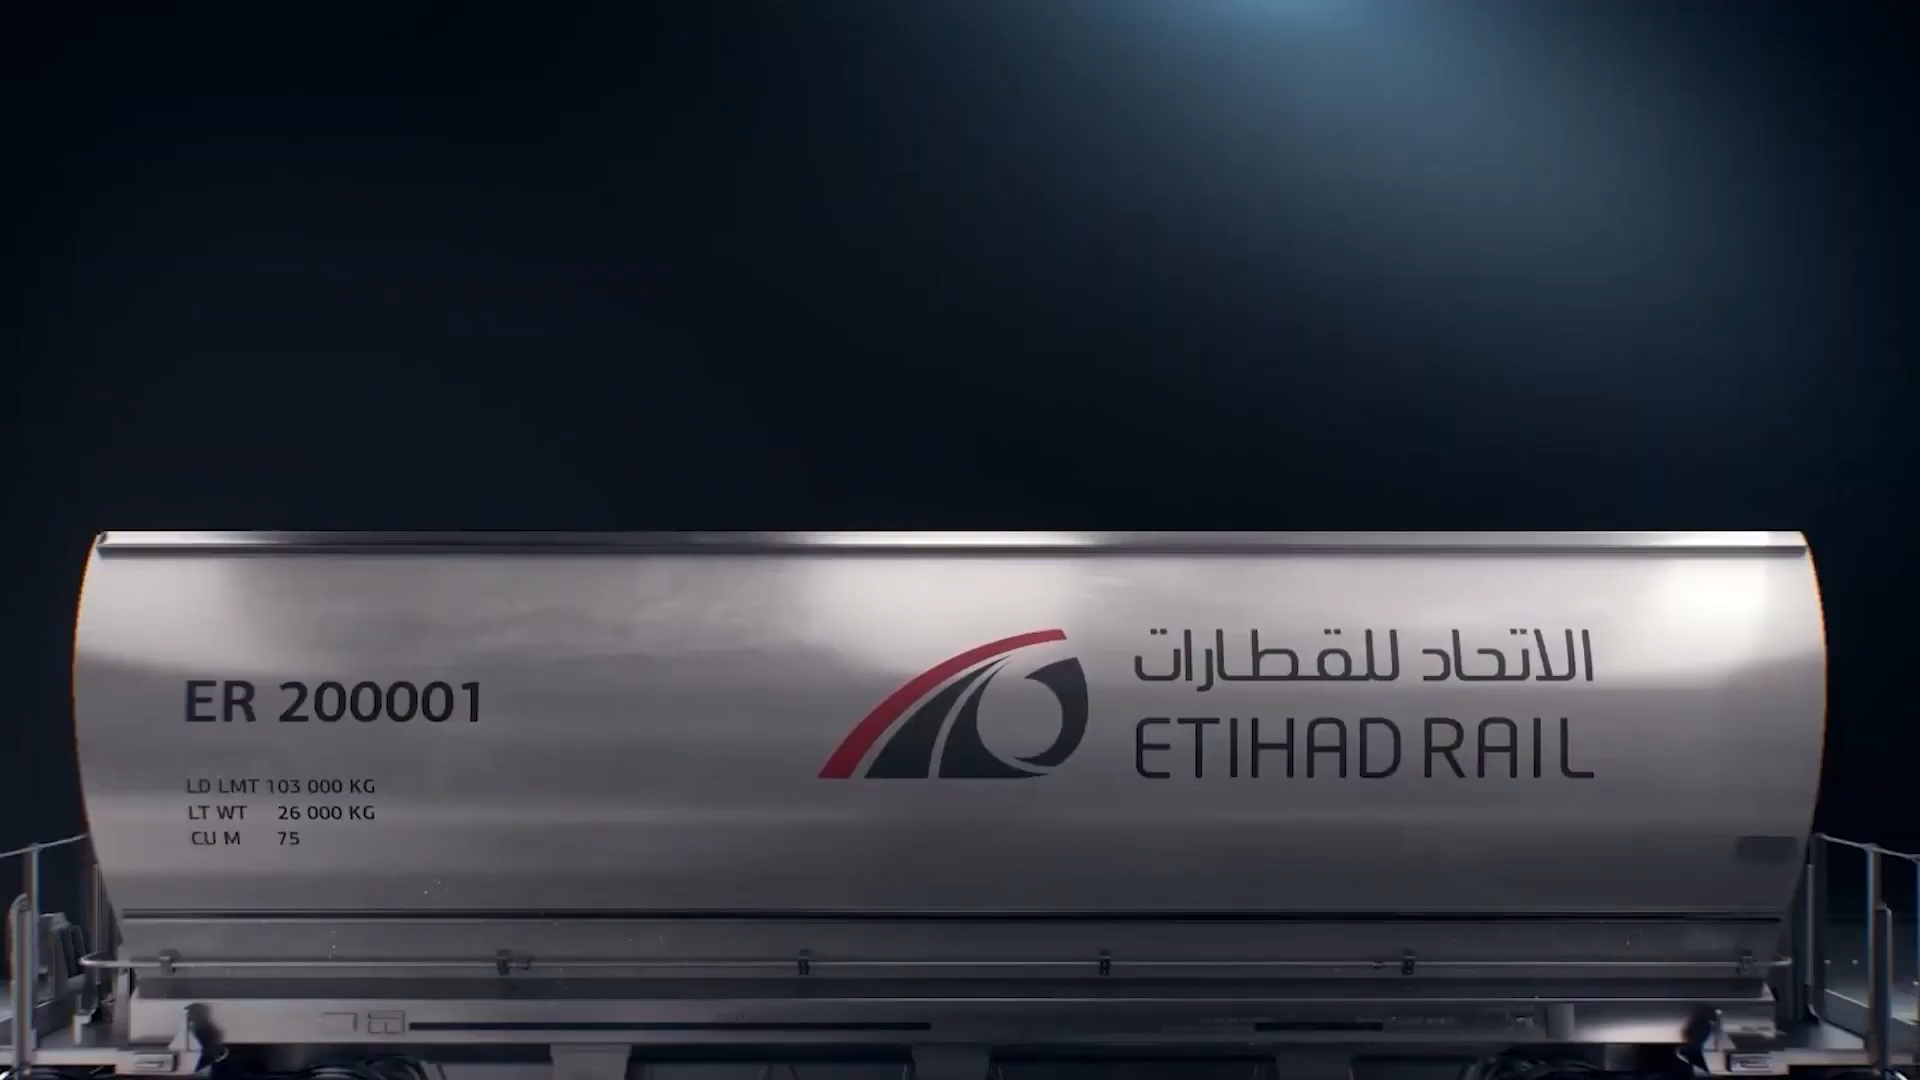 ER 200001
LD LMT 103 000 KG
LT WT 26 000 KG
CU M 75
الاتحاد للقطارات
ETIHAD RAIL